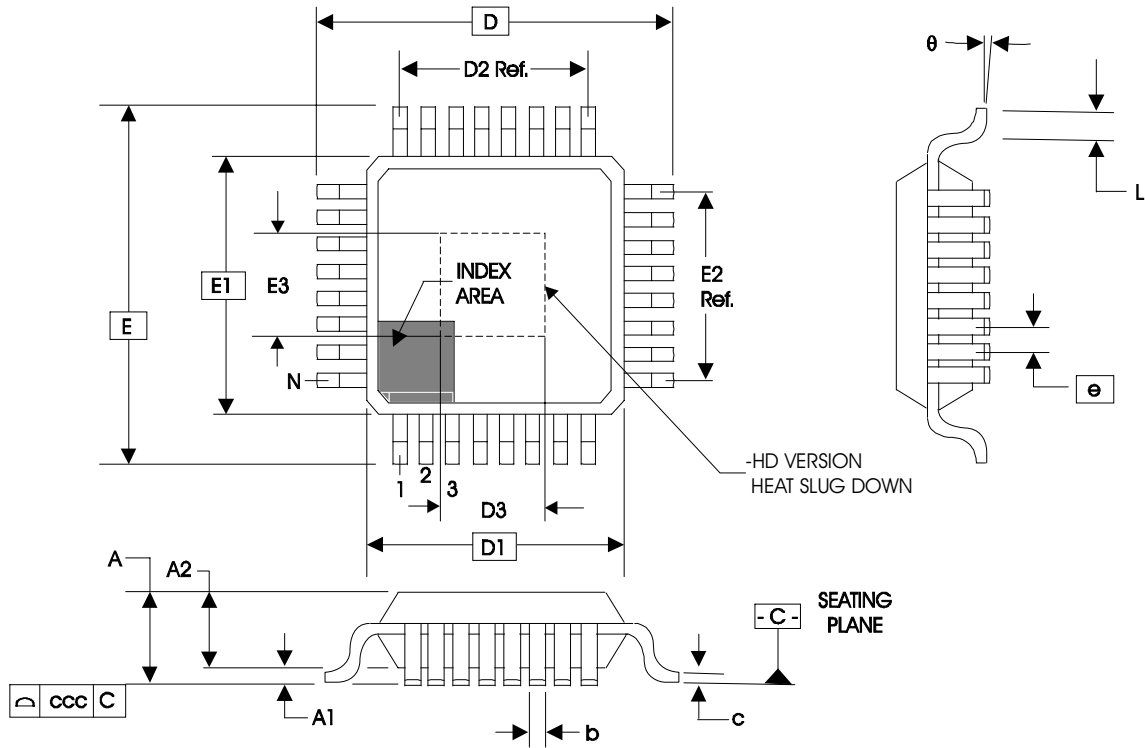 D
θ
D2 Ref.
L
E1
E3
INDEX
AREA
E2
Ref.
E
N
e
-HD VERSION
HEAT SLUG DOWN
1
2
3
D3
D1
A
A2
- C -
SEATING
PLANE
ccc C
A1
b
c